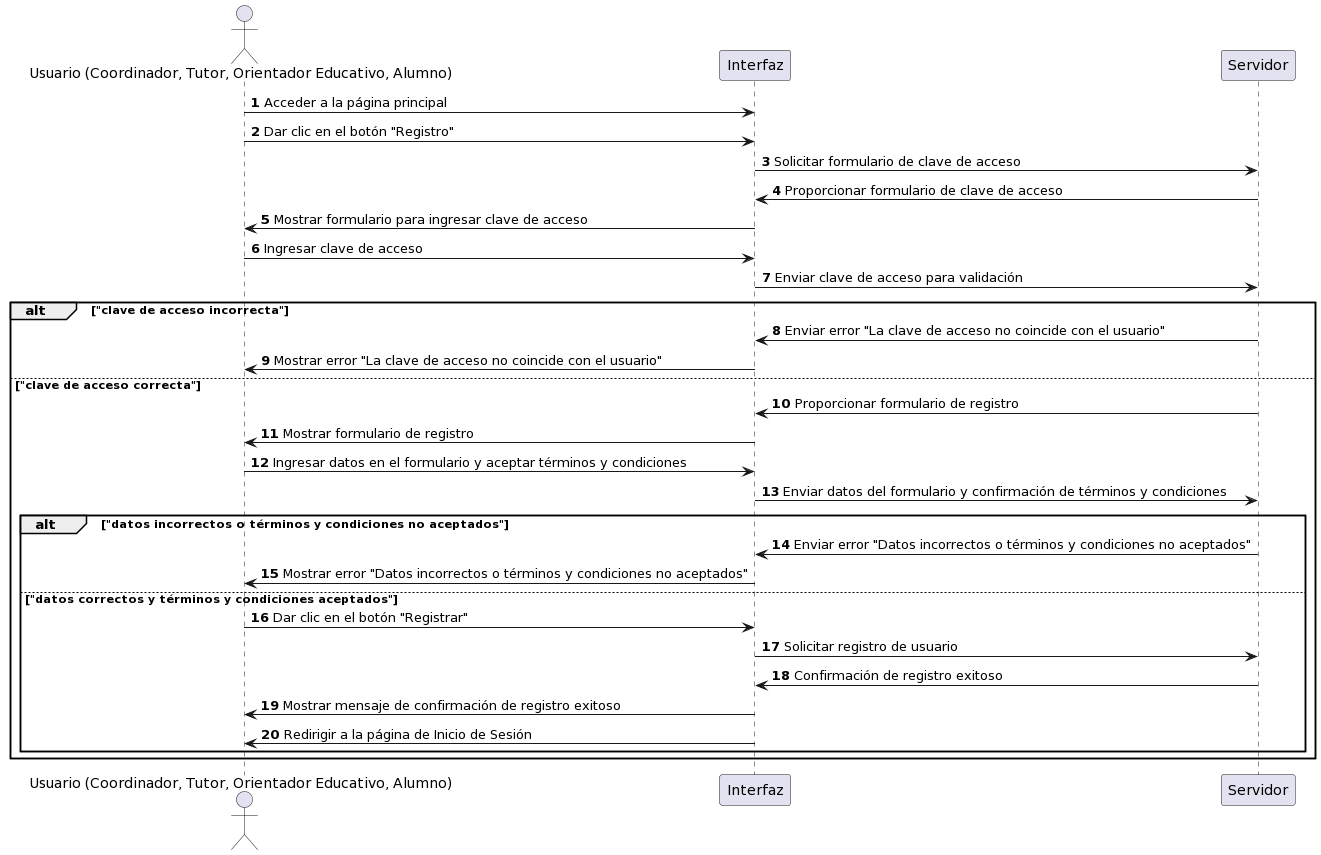 Usuario (Coordinador, Tutor, Orientador Educativo, Alumno)
Interfaz
Servidor
1 Acceder a la página principal
2 Dar clic en el botón "Registro"
3 Solicitar formulario de clave de acceso
4 Proporcionar formulario de clave de acceso
5 Mostrar formulario para ingresar clave de acceso
6 Ingresar clave de acceso
7 Enviar clave de acceso para validación
alt ["clave de acceso incorrecta"]
8 Enviar error "La clave de acceso no coincide con el usuario"
9 Mostrar error "La clave de acceso no coincide con el usuario"
["clave de acceso correcta"]
10 Proporcionar formulario de registro
11 Mostrar formulario de registro
12 Ingresar datos en el formulario y aceptar términos y condiciones
13 Enviar datos del formulario y confirmación de términos y condiciones
alt ["datos incorrectos o términos y condiciones no aceptados"]
14 Enviar error "Datos incorrectos o términos y condiciones no aceptados"
15 Mostrar error "Datos incorrectos o términos y condiciones no aceptados"
["datos correctos y términos y condiciones aceptados"]
16 Dar clic en el botón "Registrar"
17 Solicitar registro de usuario
18 Confirmación de registro exitoso
19 Mostrar mensaje de confirmación de registro exitoso
20 Redirigir a la página de Inicio de Sesión
Usuario (Coordinador, Tutor, Orientador Educativo, Alumno)
Interfaz
Servidor